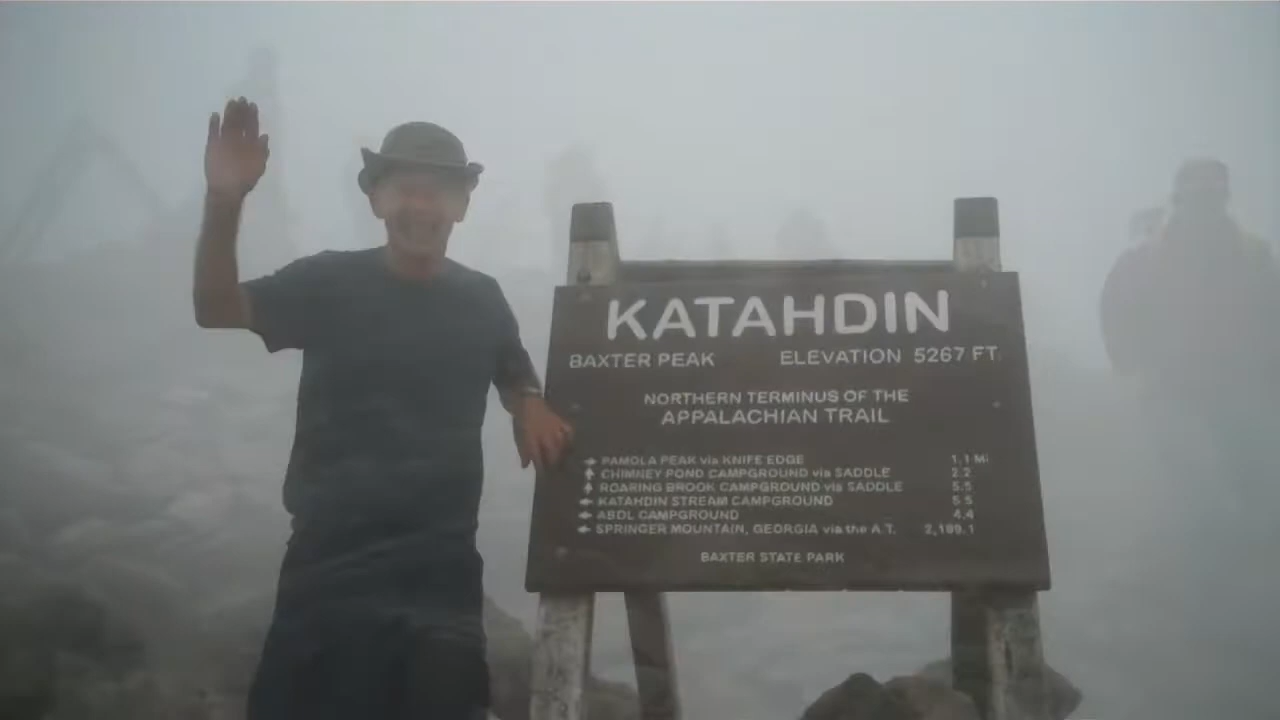 KATAHDIN
BAXTER PEAK ELEVATION 5267 FT.
NORTHERN TERMINUS OF THE
APPALACHIAN TRAIL
PAMOLA PEAK via KNIFE EDGE 1.1 MI
CHIMNEY POND CAMPGROUND via SADDLE 2.2
ROARING BROOK CAMPGROUND via SADDLE 5.5
KATAHDIN STREAM CAMPGROUND 5.5
ABOL CAMPGROUND 4.4
SPRINGER MOUNTAIN, GEORGIA via the A.T. 2,189.1
BAXTER STATE PARK